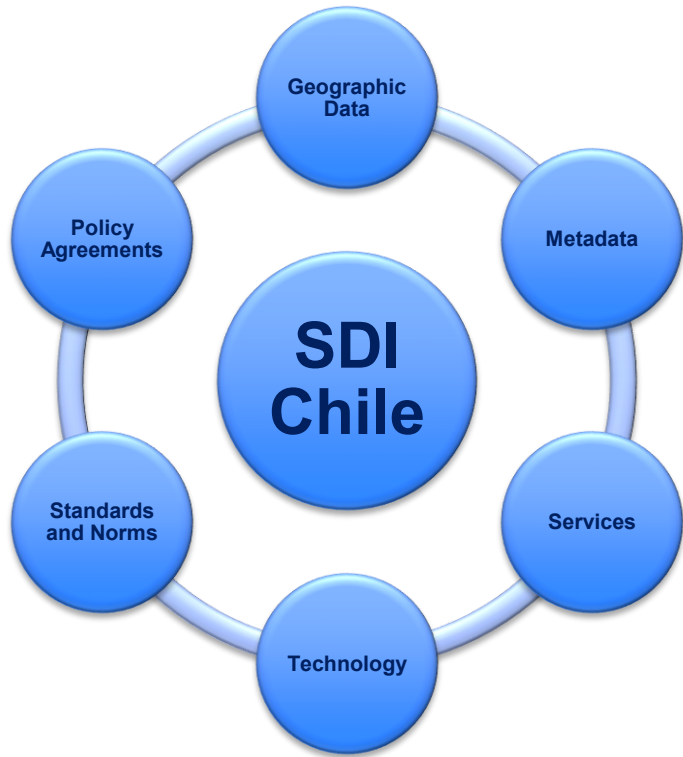 Geographic
Data
Policy
Agreements
Metadata
SDI
Chile
Standards
and Norms
Services
Technology